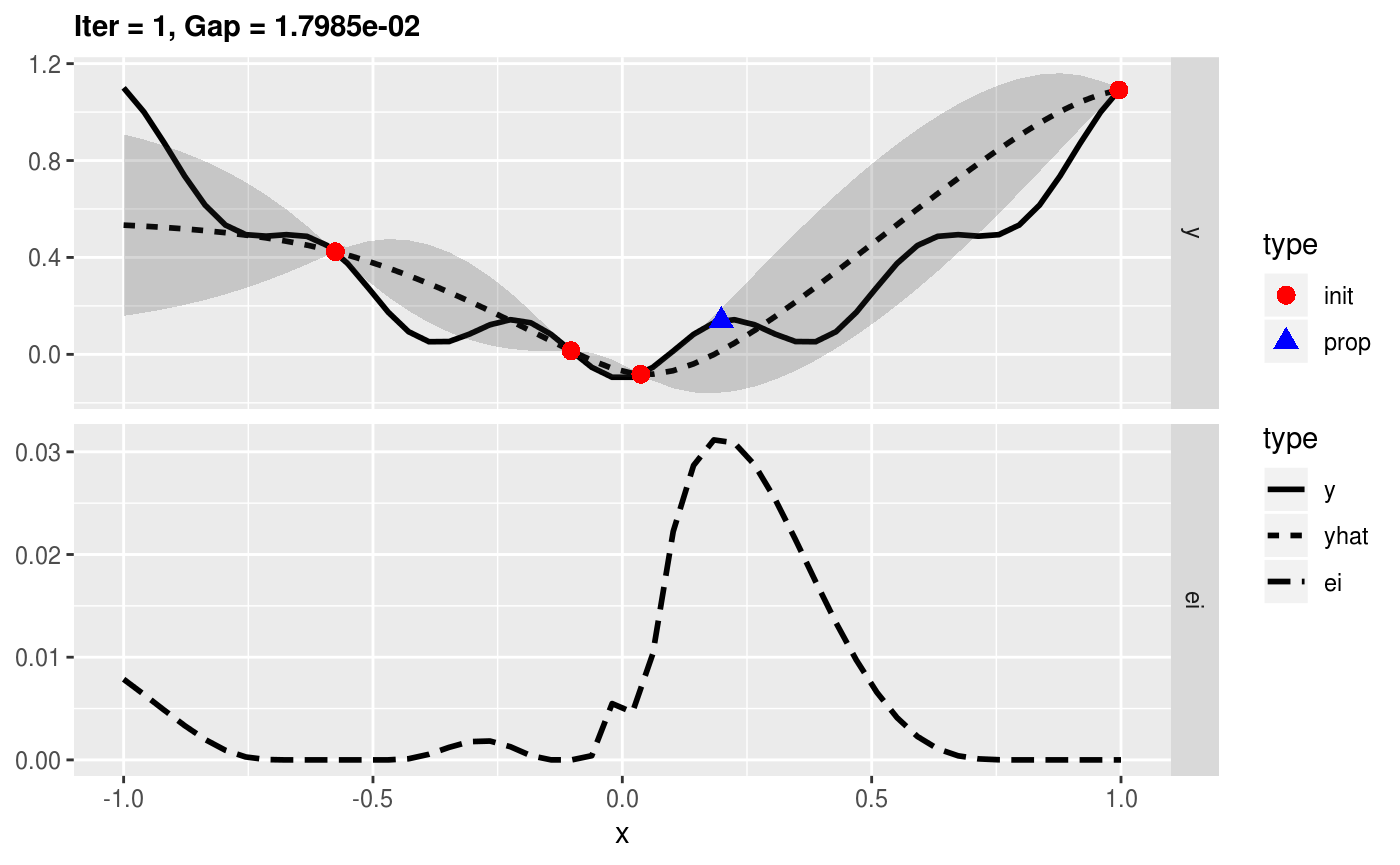 Iter = 1, Gap = 1.7985e-02
1.2
0.8
0.4
0.0
y
0.03
0.02
0.01
0.00
ei
-1.0 -0.5 0.0 0.5 1.0
x
type
init
prop
type
y
yhat
ei